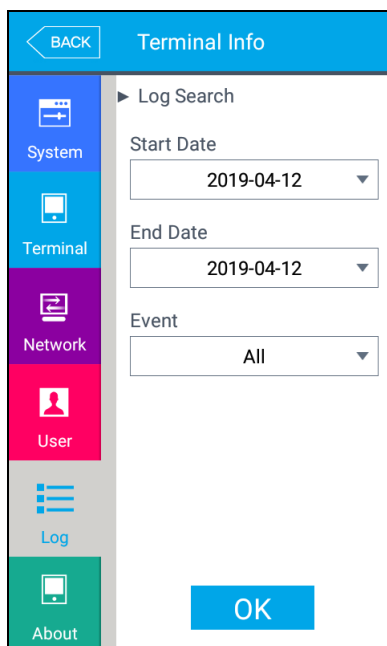 BACK
Terminal Info
System
Terminal
Network
User
Log
About
► Log Search
Start Date
2019-04-12
End Date
2019-04-12
Event
All
OK